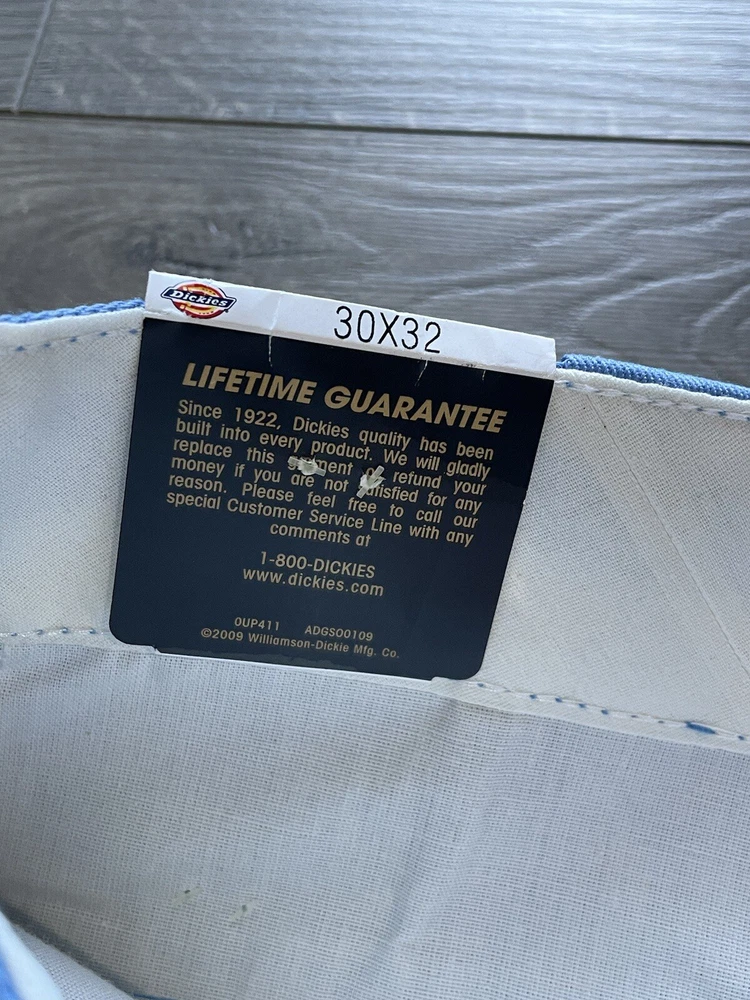 Dickies
30X32
LIFETIME GUARANTEE
Since 1922, Dickies quality has been
built into every product. We will gladly
replace this garment or refund your
money if you are not satisfied for any
reason. Please feel free to call our
special Customer Service Line with any
comments at
1-800-DICKIES
www.dickies.com
0UP411 ADGS00109
©2009 Williamson-Dickie Mfg. Co.